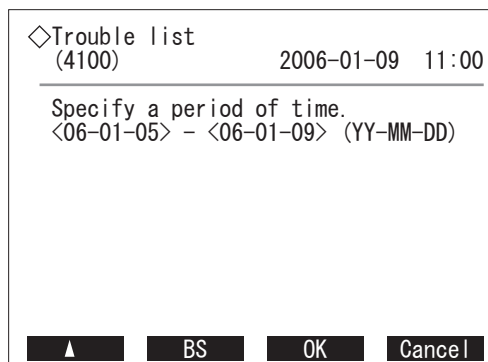 ◇Trouble list
(4100) 2006-01-09 11:00
Specify a period of time.
<06-01-05> - <06-01-09> (YY-MM-DD)
▲ BS OK Cancel